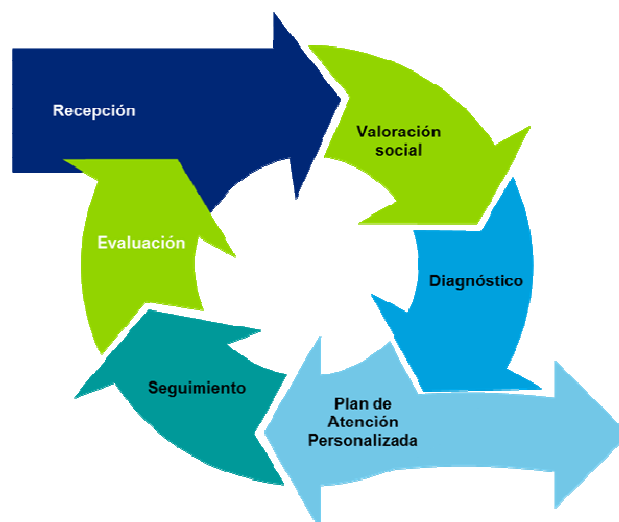 Recepción
Valoración
social
Diagnóstico
Plan de
Atención
Personalizada
Seguimiento
Evaluación